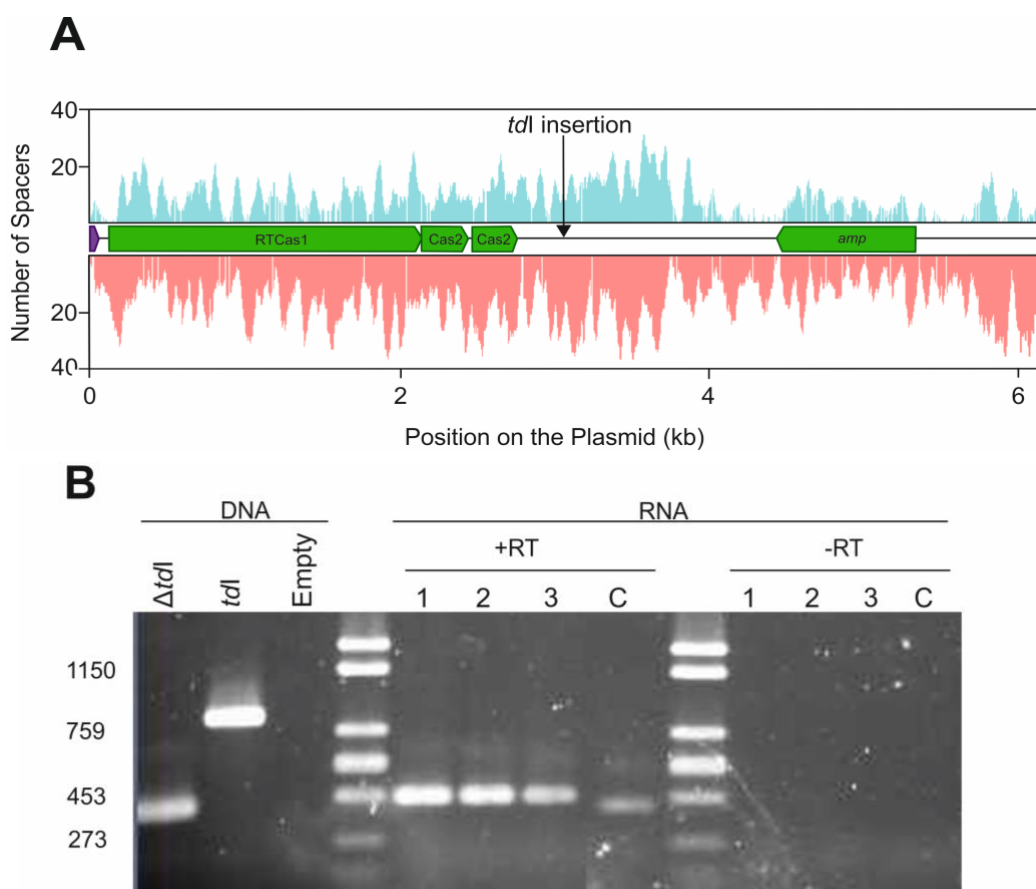 A
40
tdI insertion
20
RTCas1 Cas2 Cas2 amp
Number of Spacers
20
40
0 2 4 6
Position on the Plasmid (kb)
B
DNA RNA
ΔtdI tdI Empty +RT -RT
1 2 3 C 1 2 3 C
1150
759
453
273